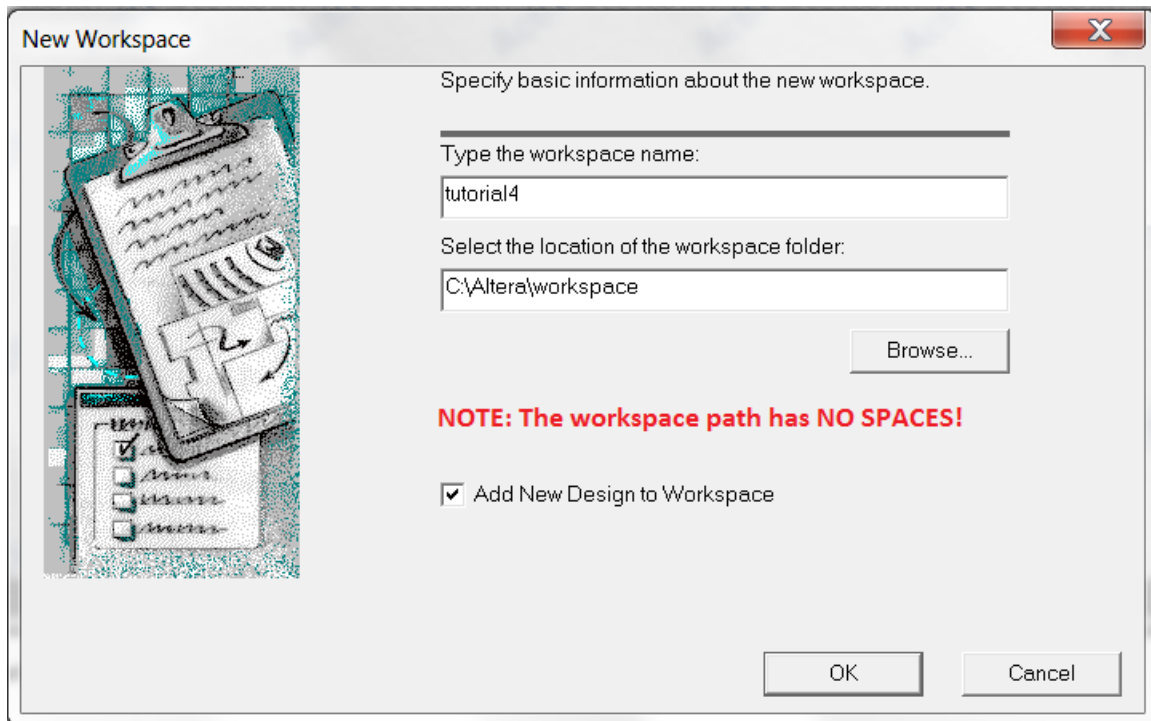 New Workspace
Specify basic information about the new workspace.
Type the workspace name:
tutorial4
Select the location of the workspace folder:
C:\Altera\workspace
Browse...
NOTE: The workspace path has NO SPACES!
Add New Design to Workspace
OK
Cancel